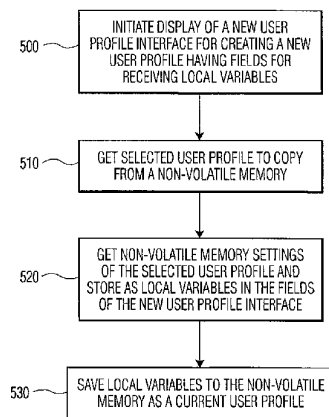 500
INITIATE DISPLAY OF A NEW USER
PROFILE INTERFACE FOR CREATING A NEW
USER PROFILE HAVING FIELDS FOR
RECEIVING LOCAL VARIABLES
510
GET SELECTED USER PROFILE TO COPY
FROM A NON-VOLATILE MEMORY
520
GET NON-VOLATILE MEMORY SETTINGS
OF THE SELECTED USER PROFILE AND
STORE AS LOCAL VARIABLES IN THE FIELDS
OF THE NEW USER PROFILE INTERFACE
530
SAVE LOCAL VARIABLES TO THE NON-VOLATILE
MEMORY AS A CURRENT USER PROFILE